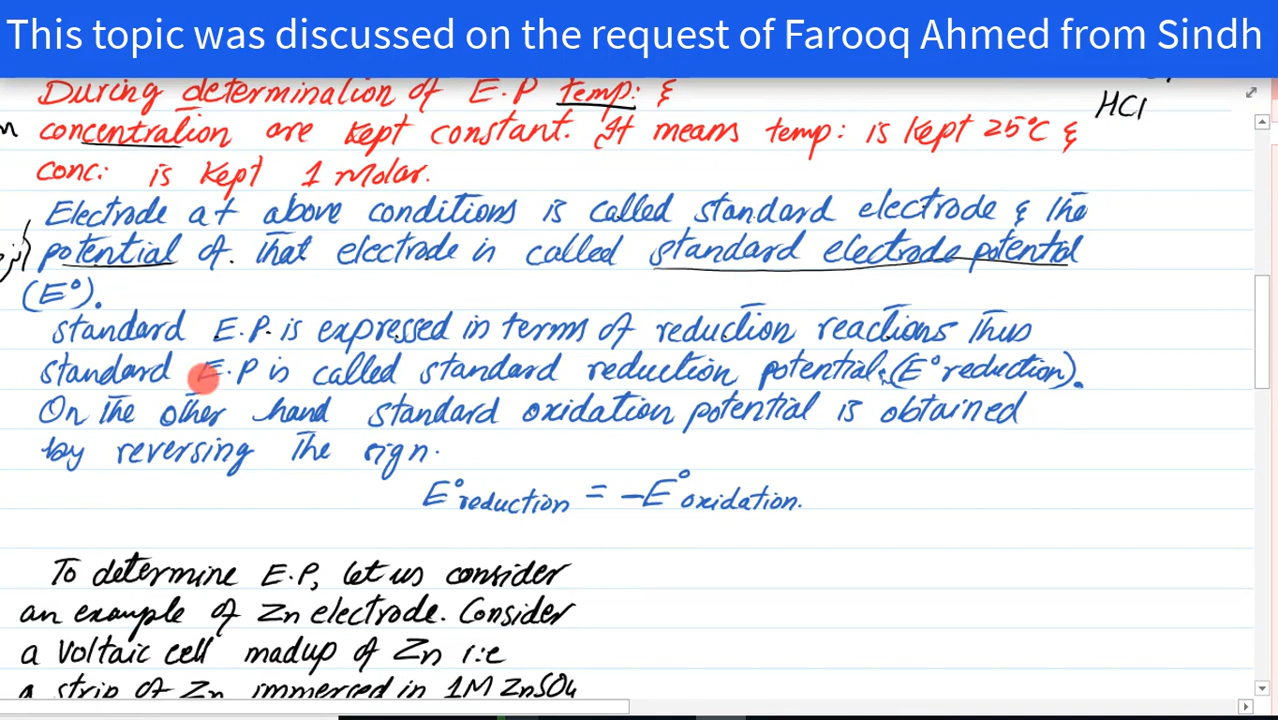 This topic was discussed on the request of Farooq Ahmed from Sindh
During determination of E.P temp: &
HCl
concentration are kept constant. It means temp: is kept 25°C &
conc: is kept 1 Molar.
Electrode at above conditions is called standard electrode & the
potential of. that electrode is called standard electrode potential
(E°).
standard E.P. is expressed in terms of reduction reactions Thus
standard E.P is called standard reduction potential.(E° reduction).
On the other hand standard oxidation potential is obtained
by reversing the sign.
E° reduction = -E° oxidation.
To determine E.P, let us consider
an example of Zn electrode. Consider
a Voltaic cell madup of Zn i:e
a strip of Zn immersed in 1M ZnSO4